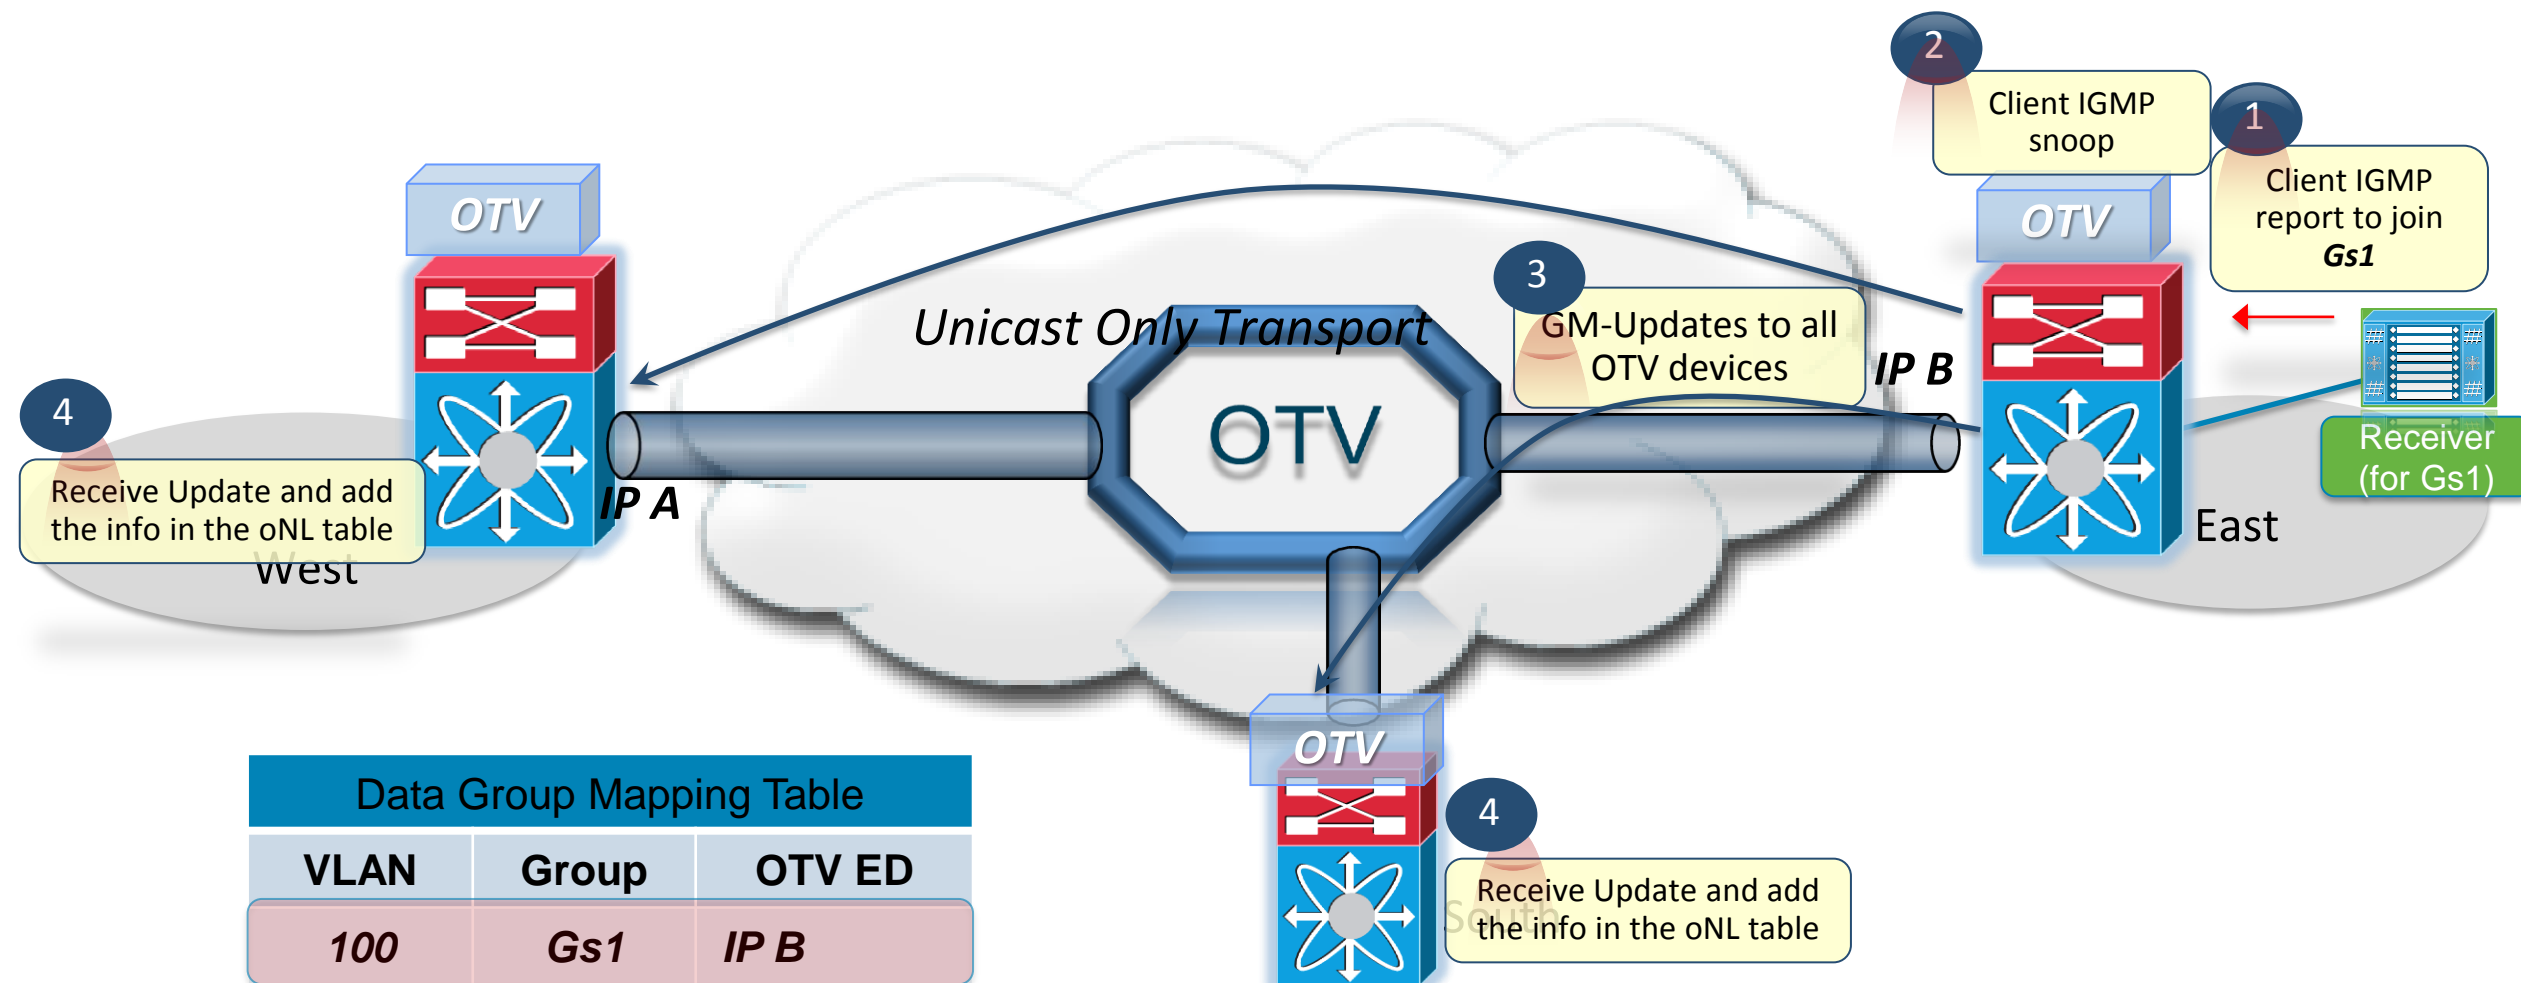 2
Client IGMP
snoop
1
Client IGMP
report to join
Gs1
OTV
OTV
3
GM-Updates to all
OTV devices
Unicast Only Transport
IP B
OTV
4
Receive Update and add
the info in the oNL table
West
IP A
Receiver
(for Gs1)
East
OTV
4
Receive Update and add
the info in the oNL table
South
Data Group Mapping Table
VLAN Group OTV ED
100 Gs1 IP B